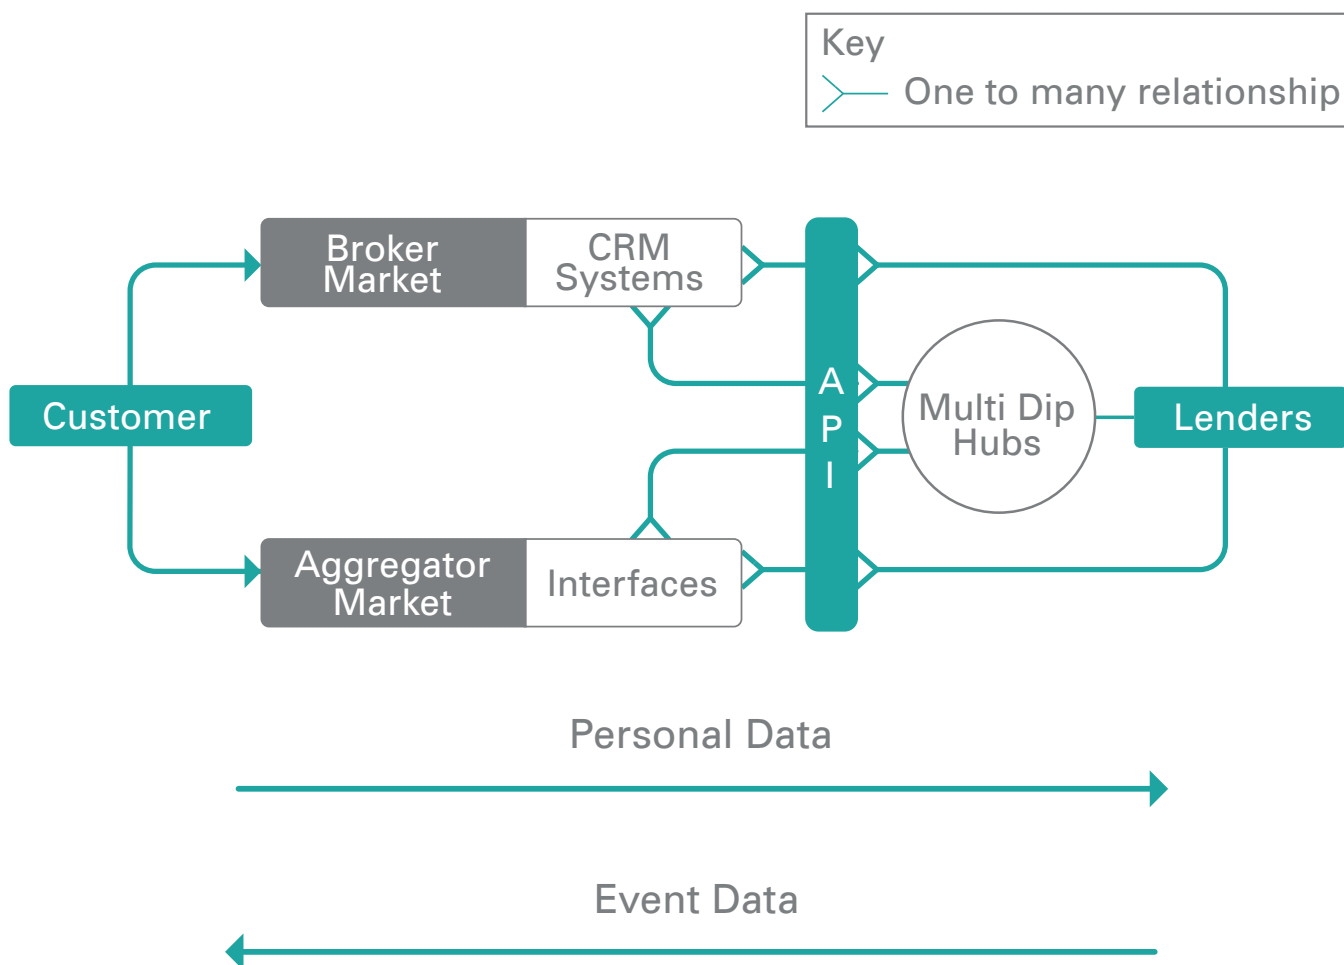 Key
One to many relationship
Broker
Market
CRM
Systems
Customer
A
P
I
Multi Dip
Hubs
Lenders
Aggregator
Market
Interfaces
Personal Data
Event Data